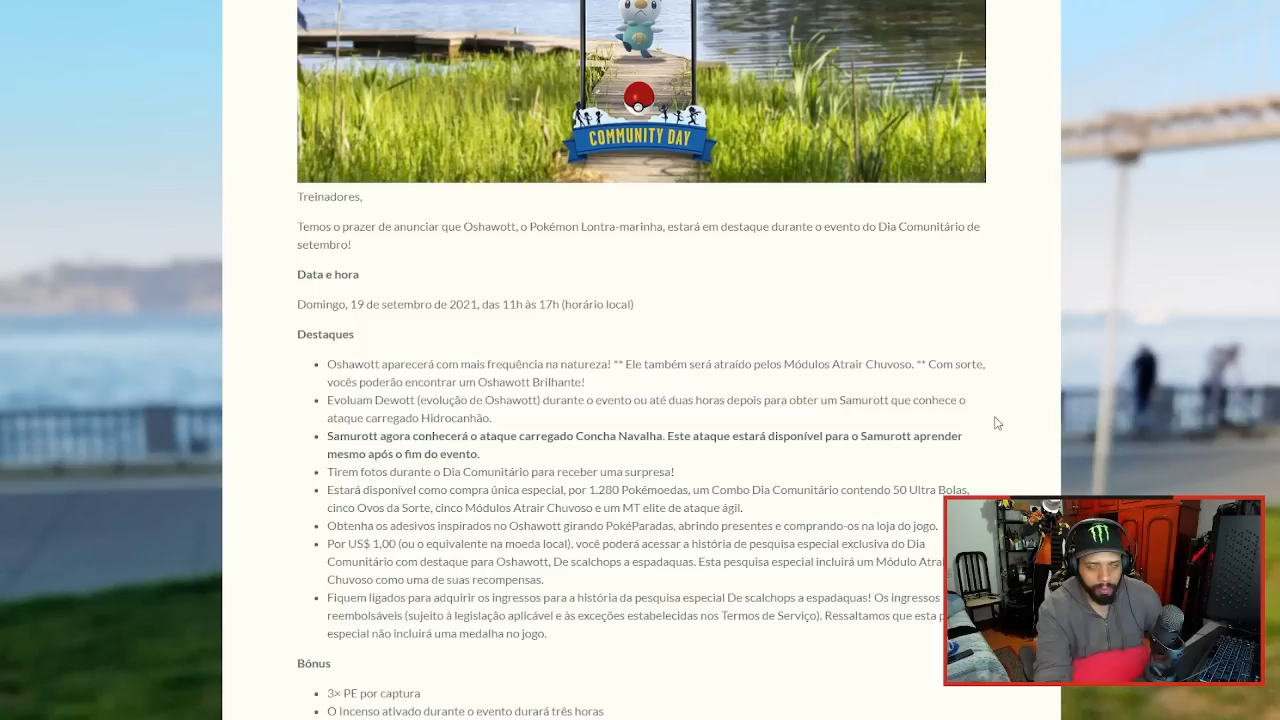 COMMUNITY DAY
Treinadores,
Temos o prazer de anunciar que Oshawott, o Pokémon Lontra-marinha, estará em destaque durante o evento do Dia Comunitário de
setembro!
Data e hora
Domingo, 19 de setembro de 2021, das 11h às 17h (horário local)
Destaques
• Oshawott aparecerá com mais frequência na natureza! ** Ele também será atraído pelos Módulos Atrair Chuvoso. ** Com sorte,
vocês poderão encontrar um Oshawott Brilhante!
• Evoluam Dewott (evolução de Oshawott) durante o evento ou até duas horas depois para obter um Samurott que conhece o
ataque carregado Hidrocanhão.
• Samurott agora conhecerá o ataque carregado Concha Navalha. Este ataque estará disponível para o Samurott aprender
mesmo após o fim do evento.
• Tirem fotos durante o Dia Comunitário para receber uma surpresa!
• Estará disponível como compra única especial, por 1.280 Pokémoedas, um Combo Dia Comunitário contendo 50 Ultra Bolas,
cinco Ovos da Sorte, cinco Módulos Atrair Chuvoso e um MT elite de ataque ágil.
• Obtenha os adesivos inspirados no Oshawott girando PokéParadas, abrindo presentes e comprando-os na loja do jogo.
• Por US$ 1,00 (ou o equivalente na moeda local), você poderá acessar a história de pesquisa especial exclusiva do Dia
Comunitário com destaque para Oshawott, De scalchops a espadaquas. Esta pesquisa especial incluirá um Módulo Atrai
Chuvoso como uma de suas recompensas.
• Fiquem ligados para adquirir os ingressos para a história da pesquisa especial De scalchops a espadaquas! Os ingressos
reembolsáveis (sujeito à legislação aplicável e às exceções estabelecidas nos Termos de Serviço). Ressaltamos que esta p
especial não incluirá uma medalha no jogo.
Bônus
• 3× PE por captura
• O Incenso ativado durante o evento durará três horas